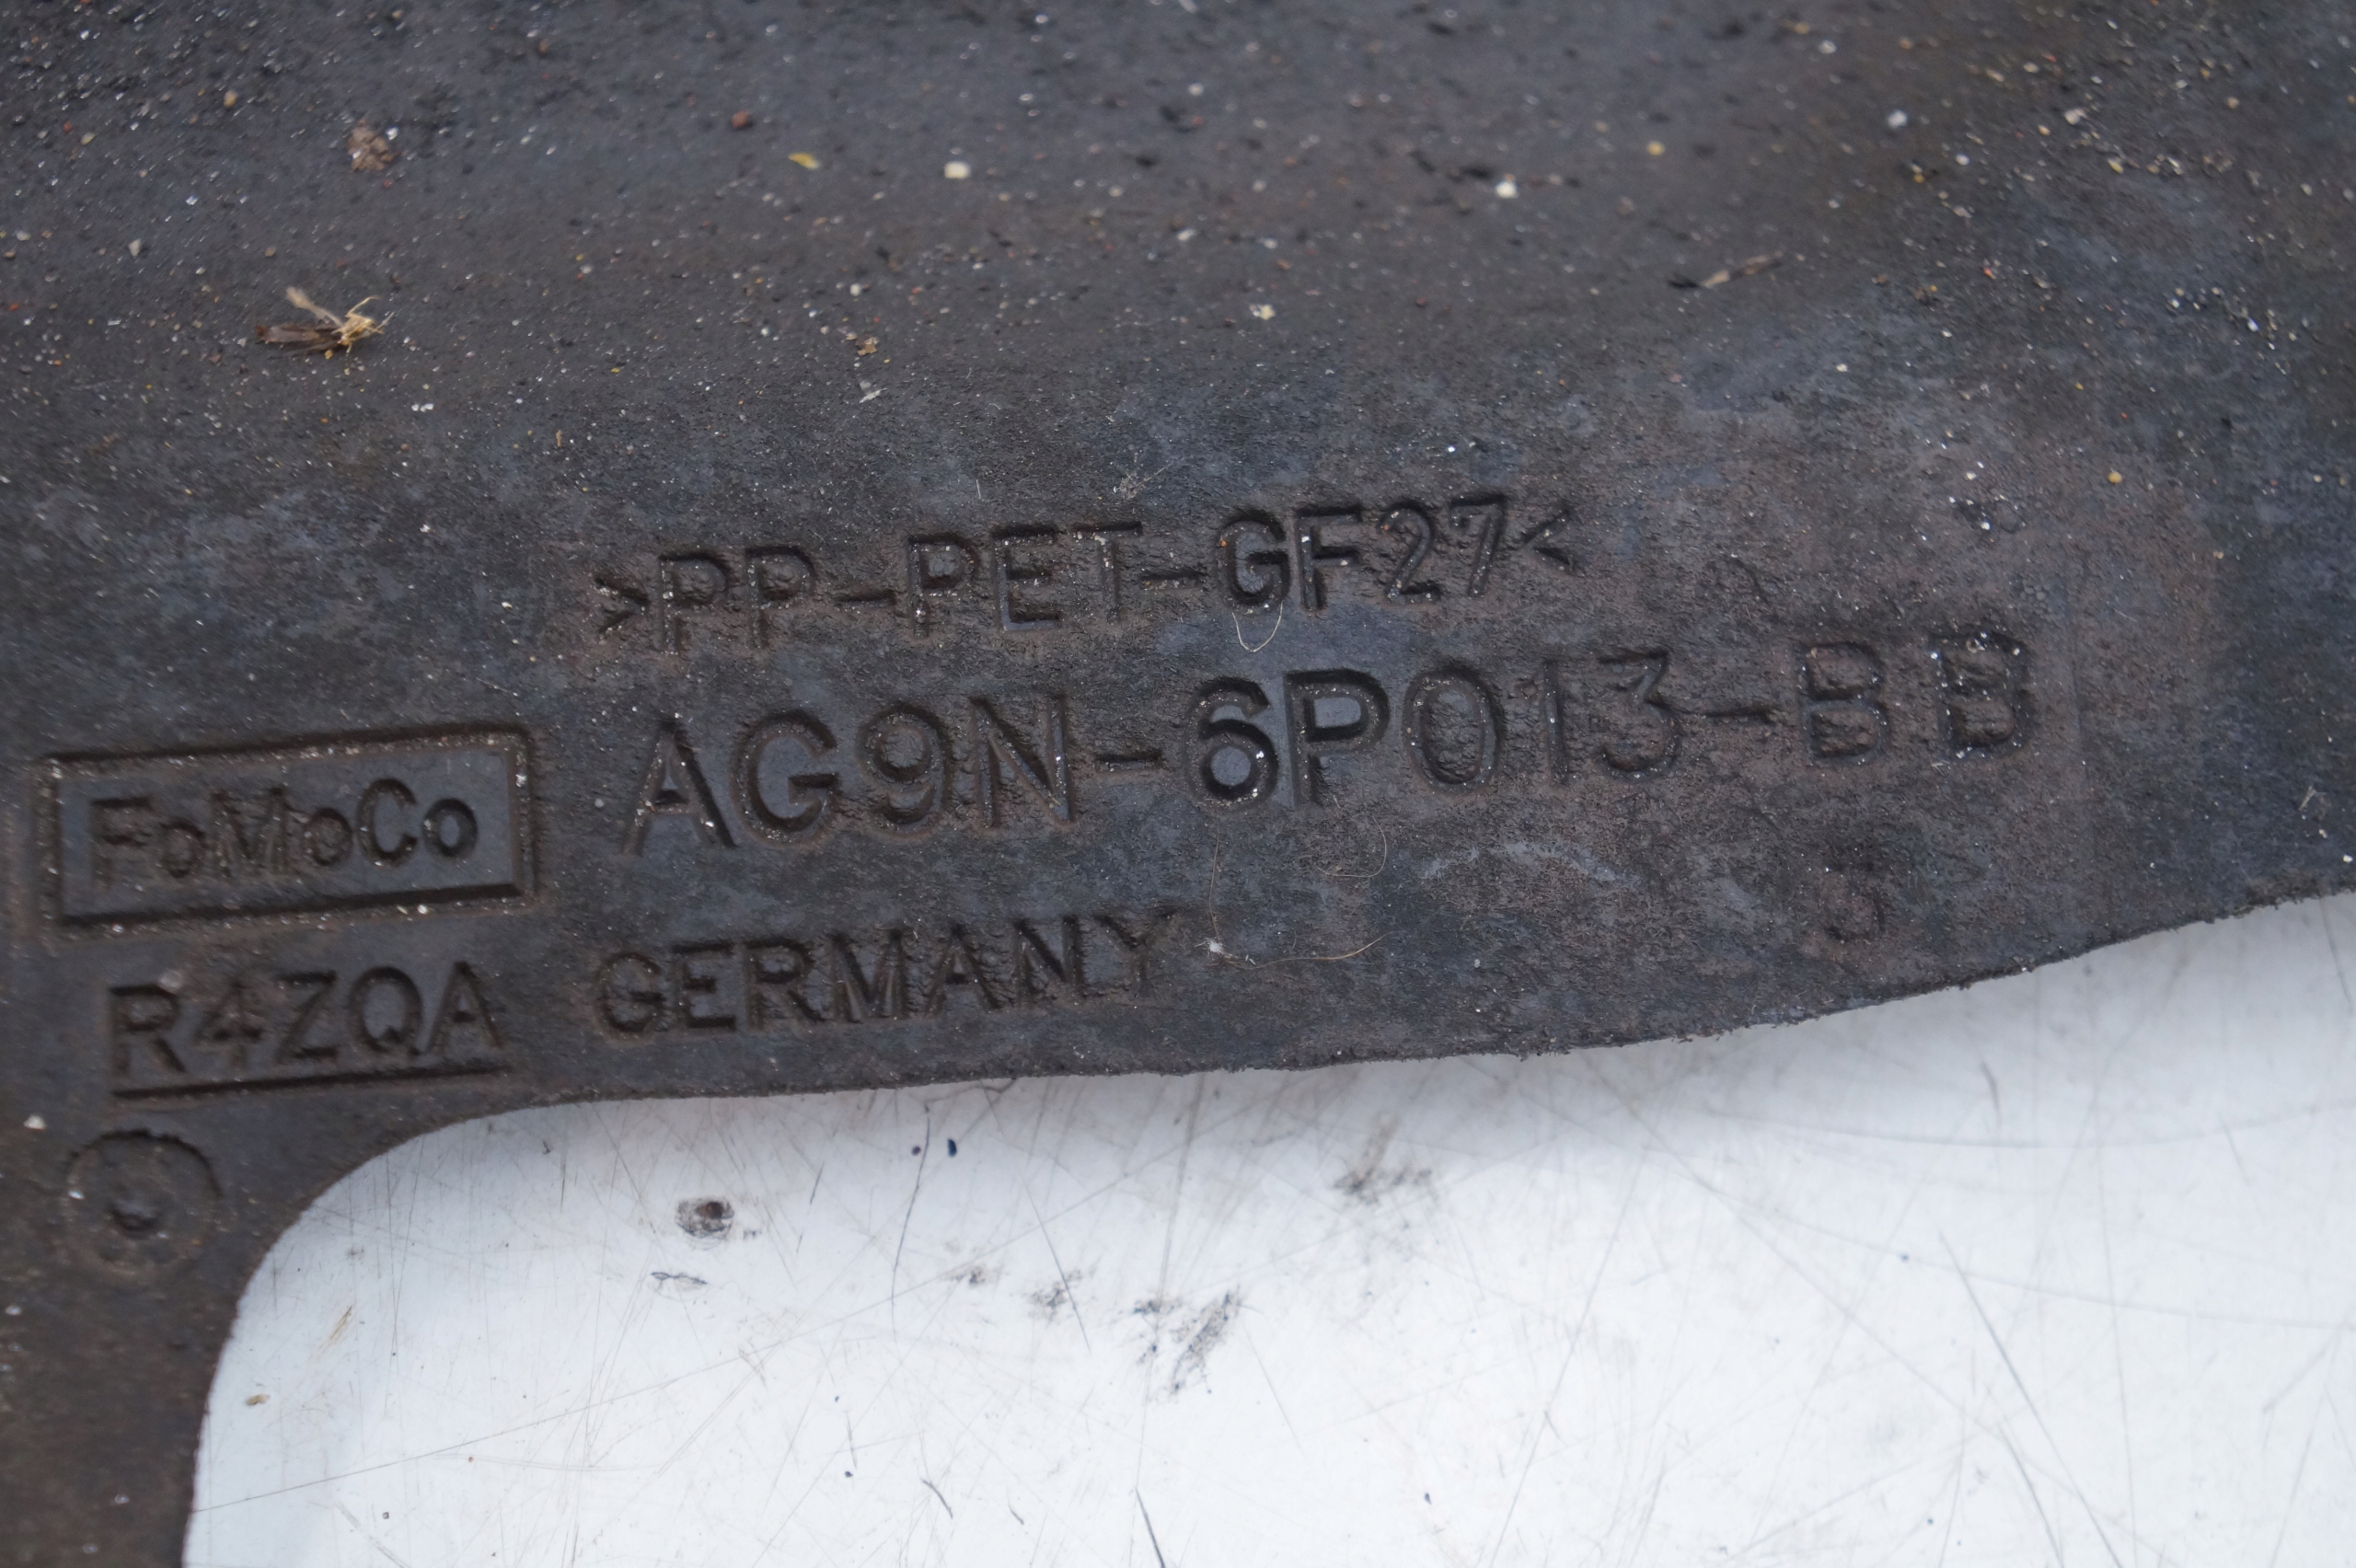 >PP-PET-GF27<
FoMoCo AG9N-6P013-BB
R4ZQA GERMANY